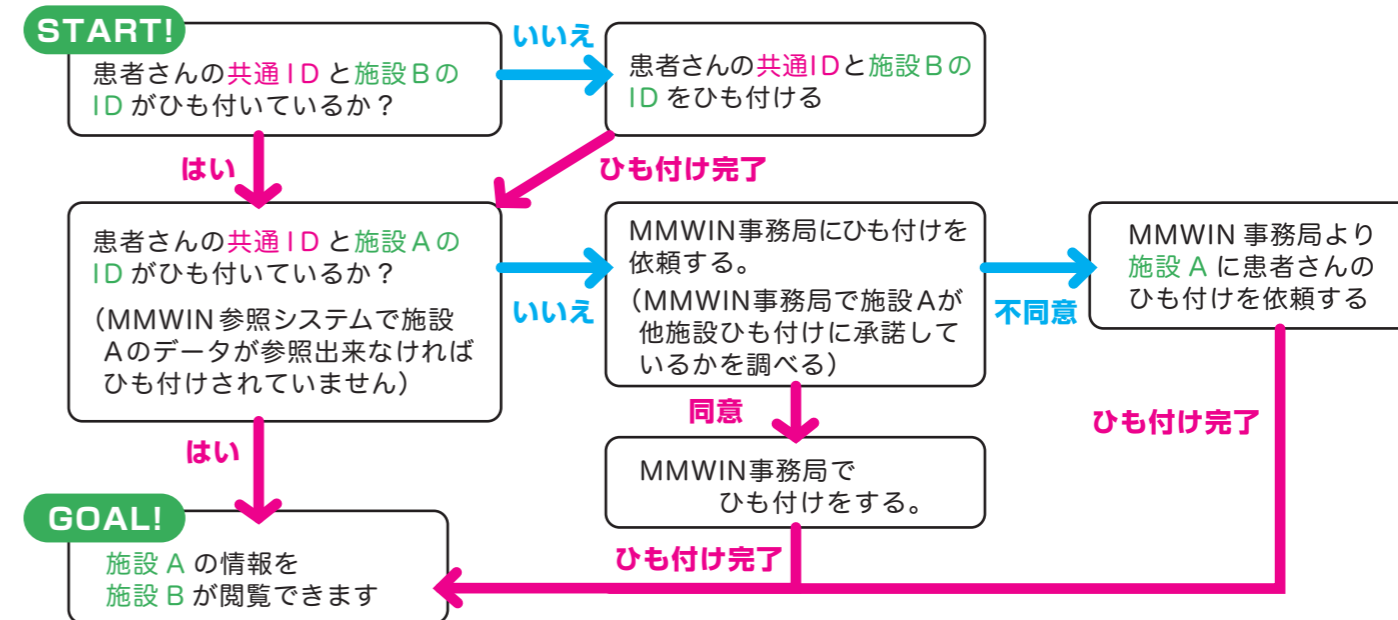 START!
患者さんの共通IDと施設Bの
IDがひも付いているか?
いいえ
患者さんの共通IDと施設Bの
IDをひも付ける
はい
ひも付け完了
患者さんの共通IDと施設Aの
IDがひも付いているか?
(MMWIN参照システムで施設
Aのデータが参照出来なければ
ひも付けされていません)
いいえ
MMWIN事務局にひも付けを
依頼する。
(MMWIN事務局で施設Aが
他施設ひも付けに承諾して
いるかを調べる)
不同意
MMWIN事務局より
施設Aに患者さんの
ひも付けを依頼する
はい
同意
ひも付け完了
MMWIN事務局で
ひも付けをする。
ひも付け完了
GOAL!
施設Aの情報を
施設Bが閲覧できます